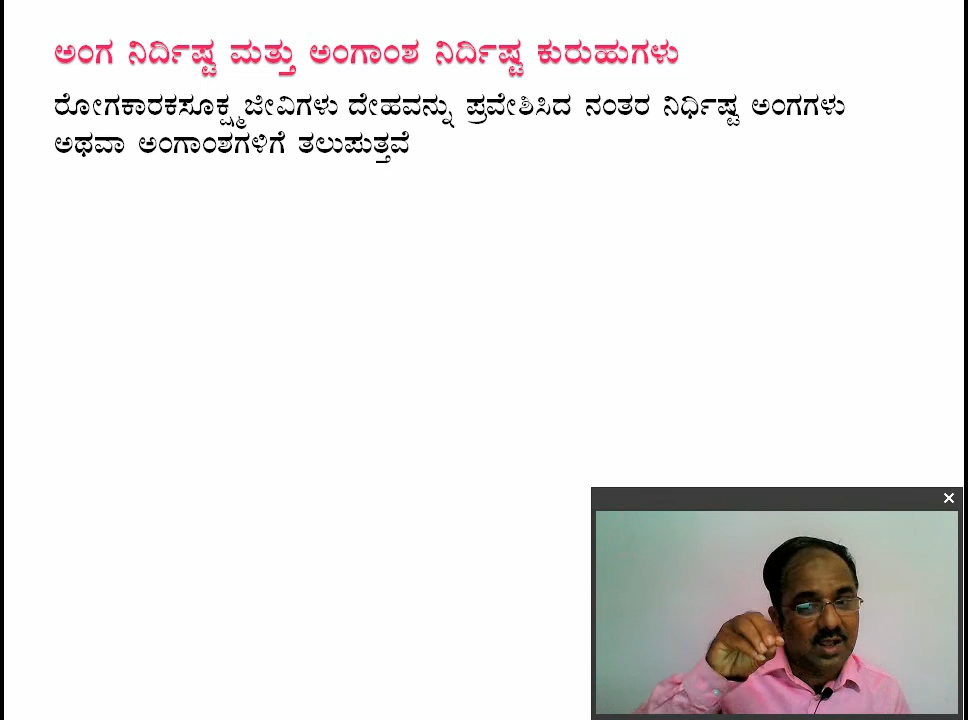 ಅಂಗ ನಿರ್ದಿಷ್ಟ ಮತ್ತು ಅಂಗಾಂಶ ನಿರ್ದಿಷ್ಟ ಕುರುಹುಗಳು
ರೋಗಕಾರಕಸೂಕ್ಷ್ಮಜೀವಿಗಳು ದೇಹವನ್ನು ಪ್ರವೇಶಿಸಿದ ನಂತರ ನಿರ್ಧಿಷ್ಟ ಅಂಗಗಳು
ಅಥವಾ ಅಂಗಾಂಶಗಳಿಗೆ ತಲುಪುತ್ತವೆ